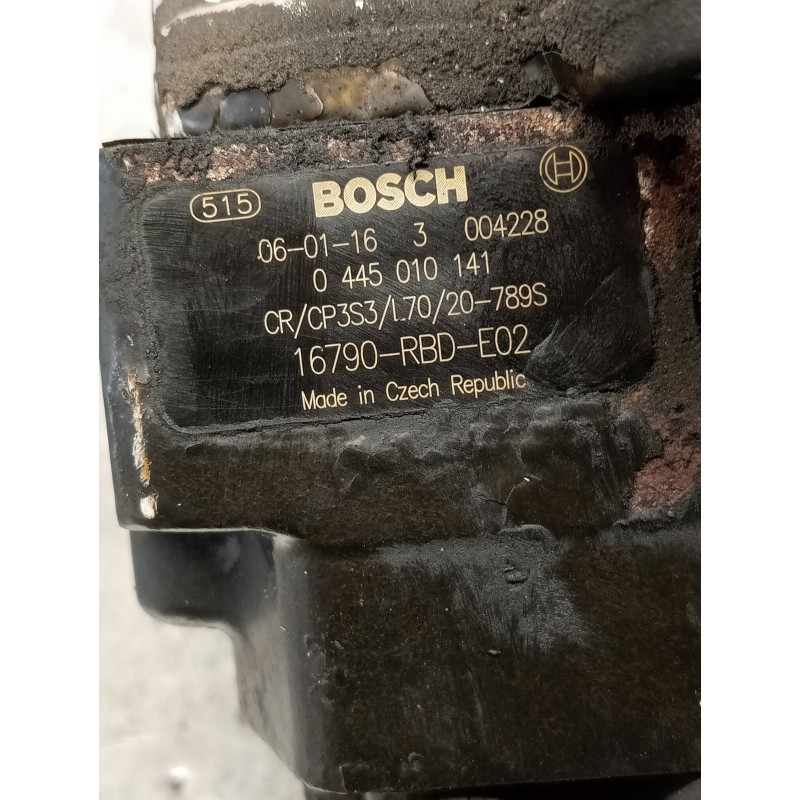 515 BOSCH
06-01-16 3 004228
0 445 010 141
CR/CP3S3/L70/20-789S
16790-RBD-E02
Made in Czech Republic